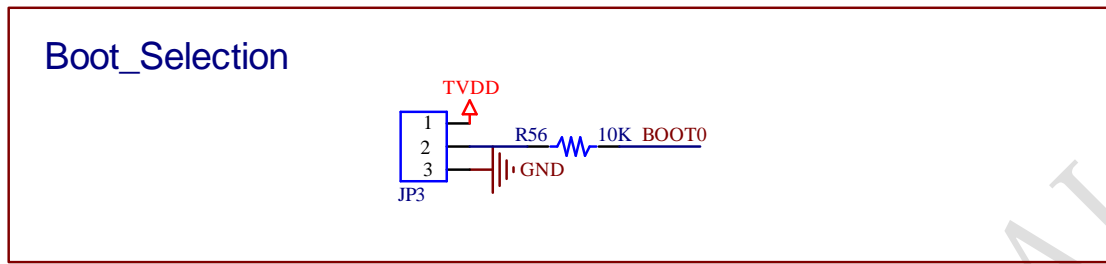 Boot_Selection
TVDD
1
R56 10K BOOT0
2
3 GND
JP3